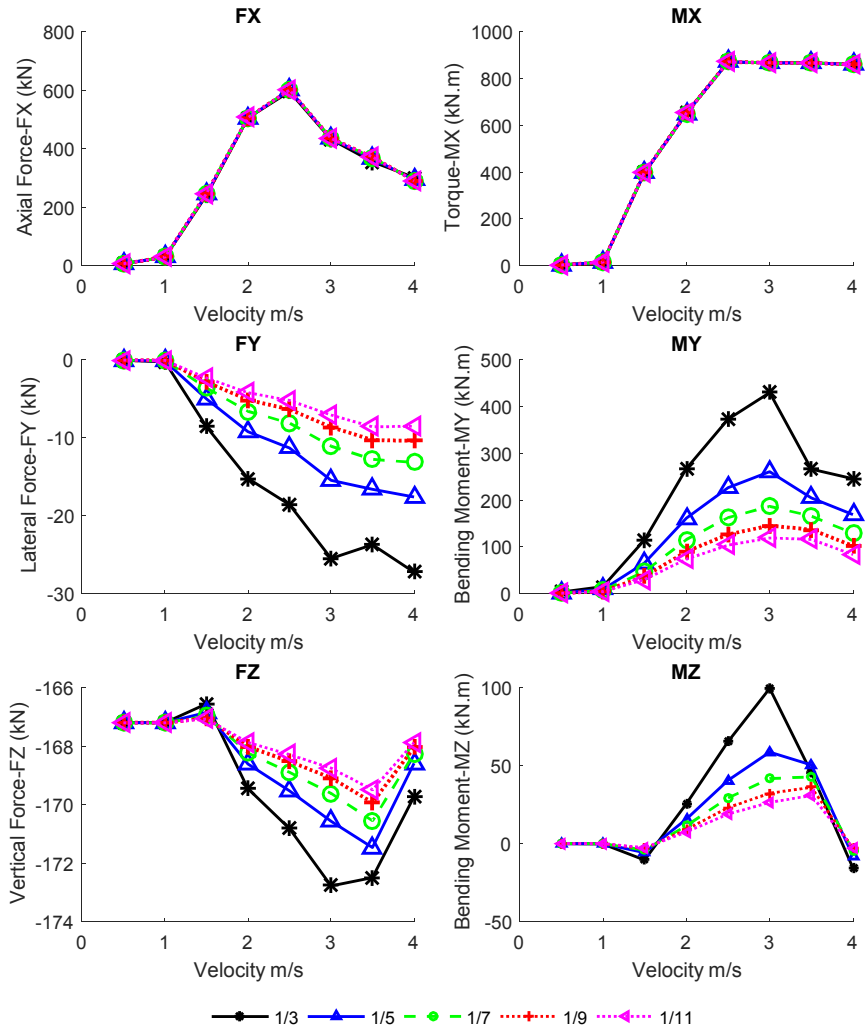 FX
Axial Force-FX (kN)
800
600
400
200
0
0 1 2 3 4
Velocity m/s
MX
Torque-MX (kN.m)
1000
800
600
400
200
0
0 1 2 3 4
Velocity m/s
FY
Lateral Force-FY (kN)
0
-10
-20
-30
0 1 2 3 4
Velocity m/s
MY
Bending Moment-MY (kN.m)
500
400
300
200
100
0
0 1 2 3 4
Velocity m/s
FZ
Vertical Force-FZ (kN)
-166
-168
-170
-172
-174
0 1 2 3 4
Velocity m/s
MZ
Bending Moment-MZ (kN.m)
100
50
0
-50
0 1 2 3 4
Velocity m/s
1/3 1/5 1/7 1/9 1/11